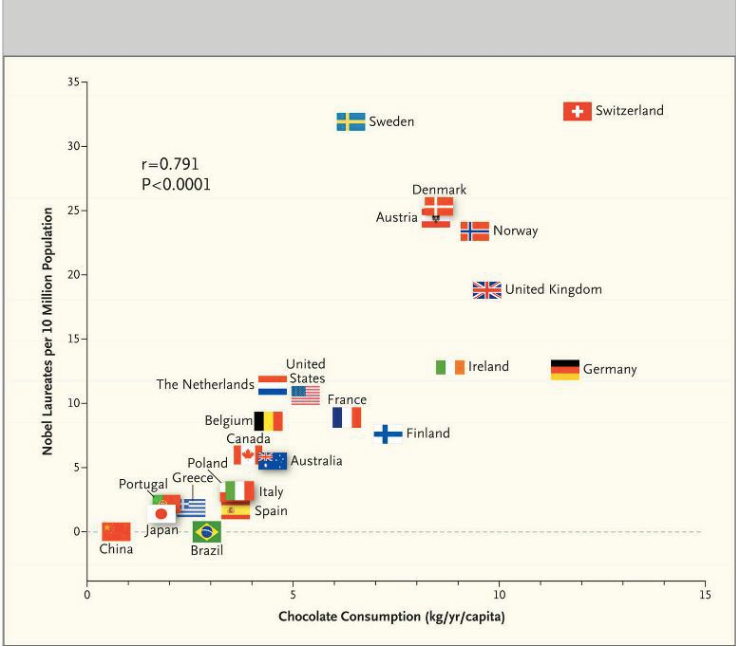 35
30
25
20
15
10
5
0
Nobel Laureates per 10 Million Population
r=0.791
P<0.0001
Sweden
Switzerland
Denmark
Austria
Norway
United Kingdom
Ireland
Germany
United
States
The Netherlands
France
Belgium
Finland
Canada
Australia
Poland
Portugal
Greece
Italy
Spain
Japan
China
Brazil
0
5
10
15
Chocolate Consumption (kg/yr/capita)